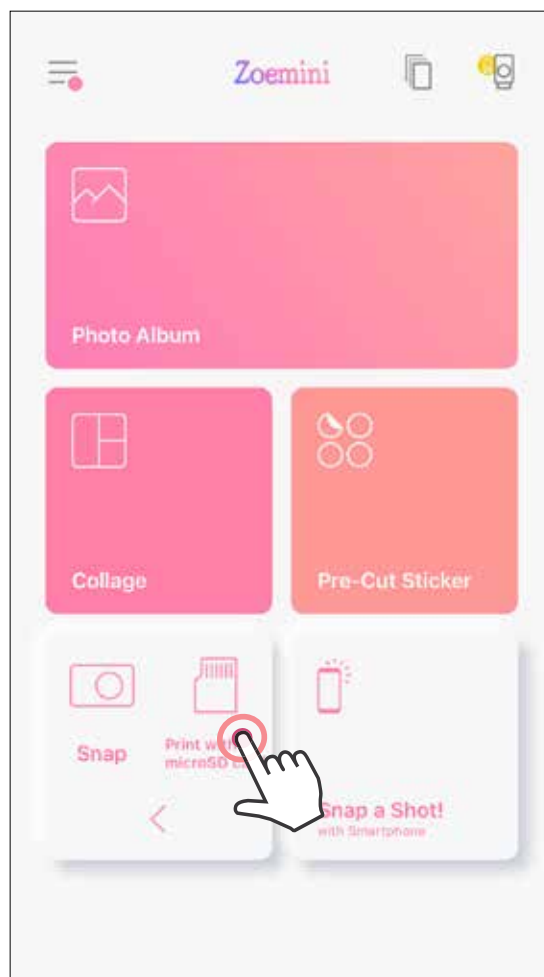 Zoemini
Photo Album
Collage
Pre-Cut Sticker
Snap
Print
microSD
Snap a Shot!
with Smartphone